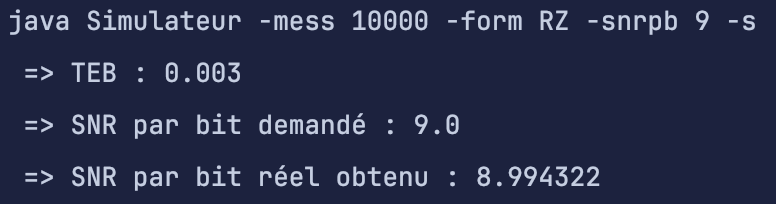 java Simulateur -mess 10000 -form RZ -snrpb 9 -s
=> TEB : 0.003
=> SNR par bit demandé : 9.0
=> SNR par bit réel obtenu : 8.994322